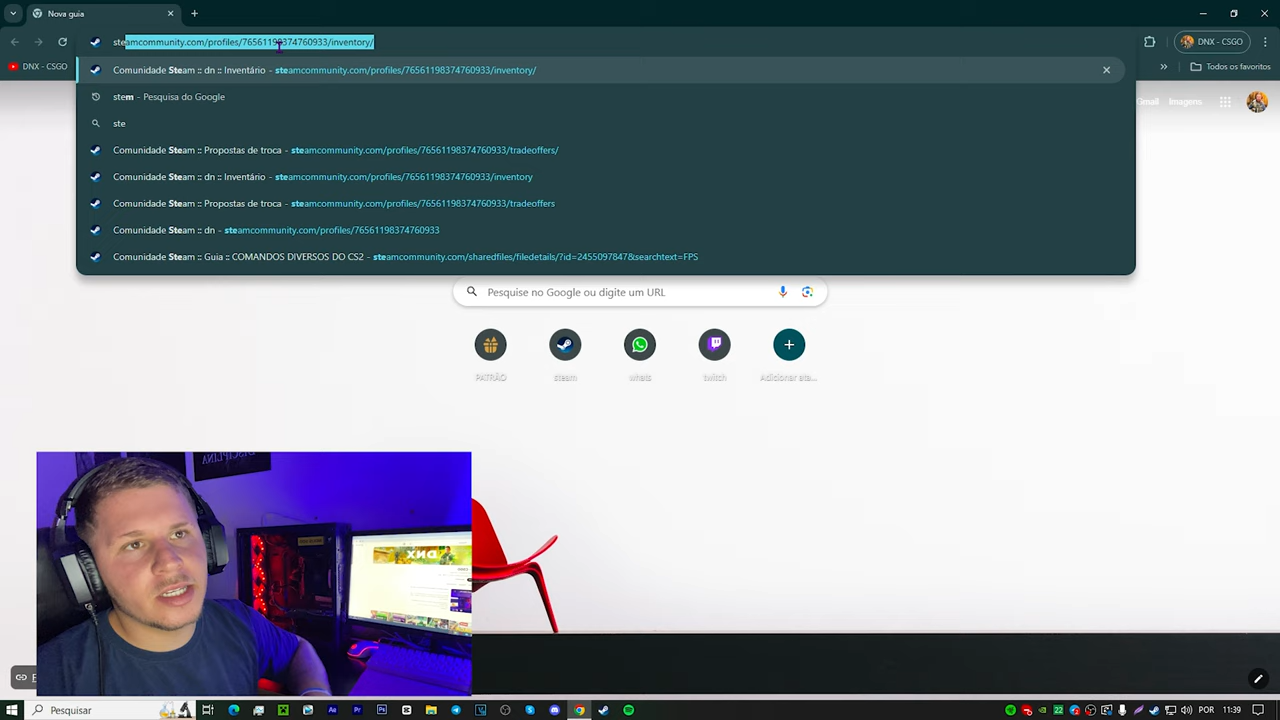 Nova guia
steamcommunity.com/profiles/76561198374760933/inventory/
DNX - CSGO
DNX - CSGO
Todos os favoritos
Comunidade Steam :: dn :: Inventário - steamcommunity.com/profiles/76561198374760933/inventory/
stem - Pesquisa do Google
ste
Comunidade Steam :: Propostas de troca - steamcommunity.com/profiles/76561198374760933/tradeoffers/
Comunidade Steam :: dn :: Inventário - steamcommunity.com/profiles/76561198374760933/inventory
Comunidade Steam :: Propostas de troca - steamcommunity.com/profiles/76561198374760933/tradeoffers
Comunidade Steam :: dn - steamcommunity.com/profiles/76561198374760933
Comunidade Steam :: Guia :: COMANDOS DIVERSOS DO CS2 - steamcommunity.com/sharedfiles/filedetails/?id=2455097847&searchtext=FPS
Gmail
Imagens
Pesquise no Google ou digite um URL
PATRÃO
steam
whats
twitch
Adicionar ata...
DISCIPLINA
DNX
Pesquisar
22
POR
11:39